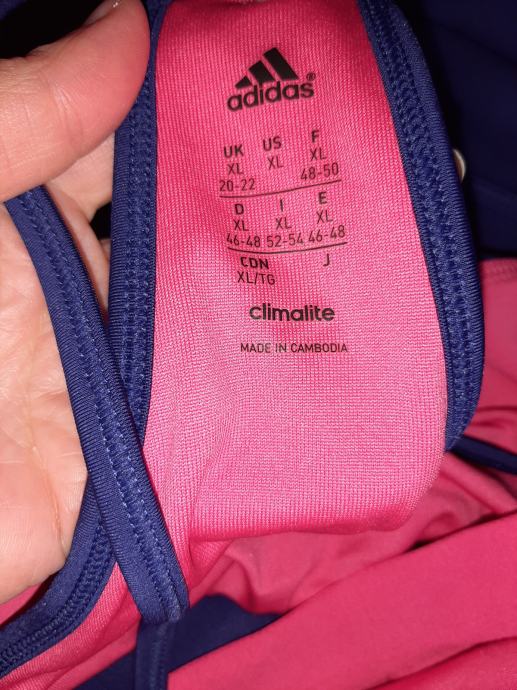 adidas®
UK US F
XL XL XL
20-22 48-50
D I E
XL XL XL
46-48 52-54 46-48
CDN J
XL/TG
climalite
MADE IN CAMBODIA